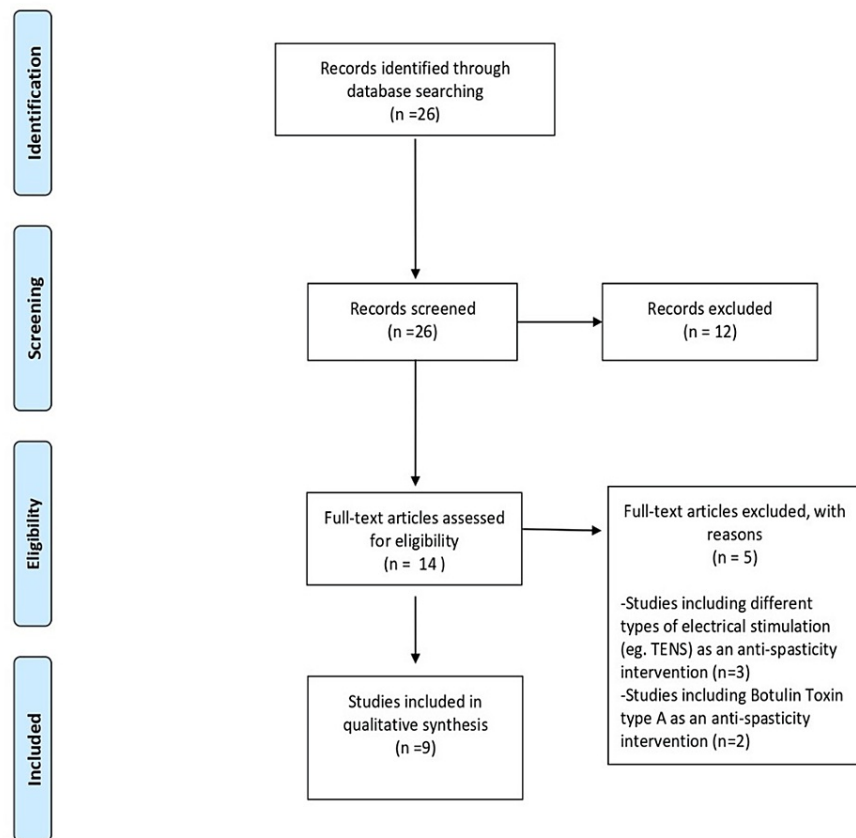 Identification
Records identified through
database searching
(n =26)
Screening
Records screened
(n =26)
Records excluded
(n = 12)
Eligibility
Full-text articles assessed
for eligibility
(n =  14 )
Full-text articles excluded, with
reasons
(n = 5)
-Studies including different
types of electrical stimulation
(eg. TENS) as an anti-spasticity
intervention (n=3)
-Studies including Botulin Toxin
type A as an anti-spasticity
intervention (n=2)
Included
Studies included in
qualitative synthesis
(n =9)